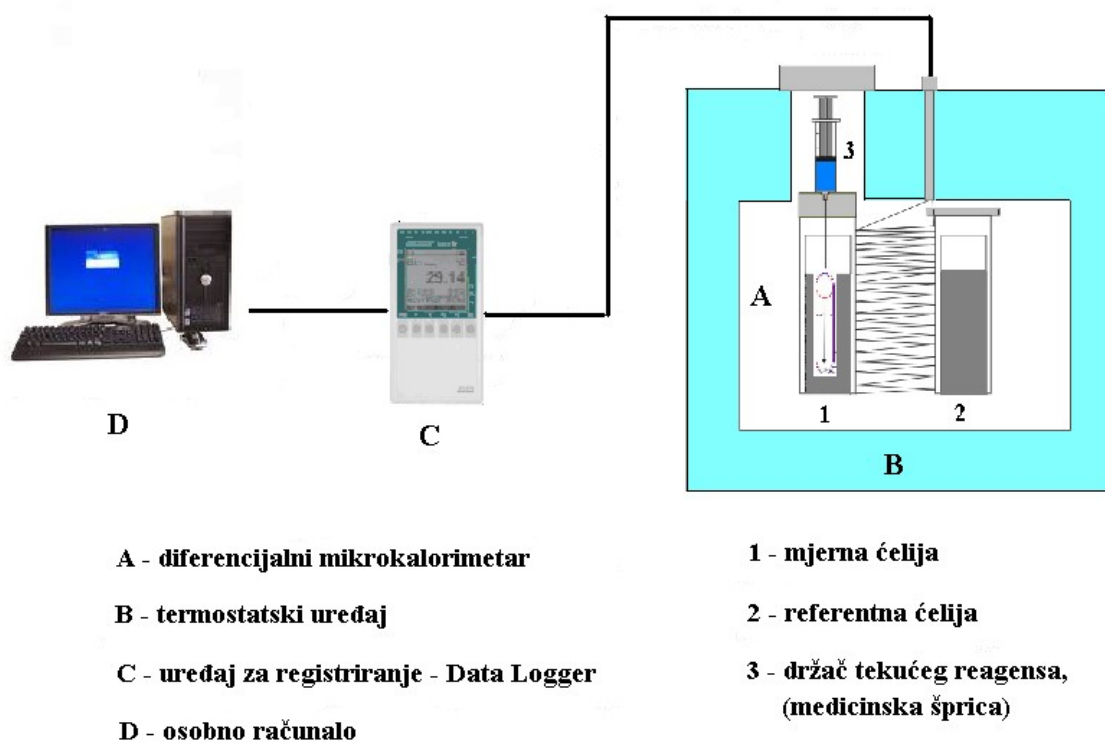 3
A
1
2
B
C
D
29.14
A - diferencijalni mikrokalorimetar
B - termostatski uređaj
C - uređaj za registriranje - Data Logger
D - osobno računalo
1 - mjerna ćelija
2 - referentna ćelija
3 - držač tekućeg reagensa,
(medicinska šprica)